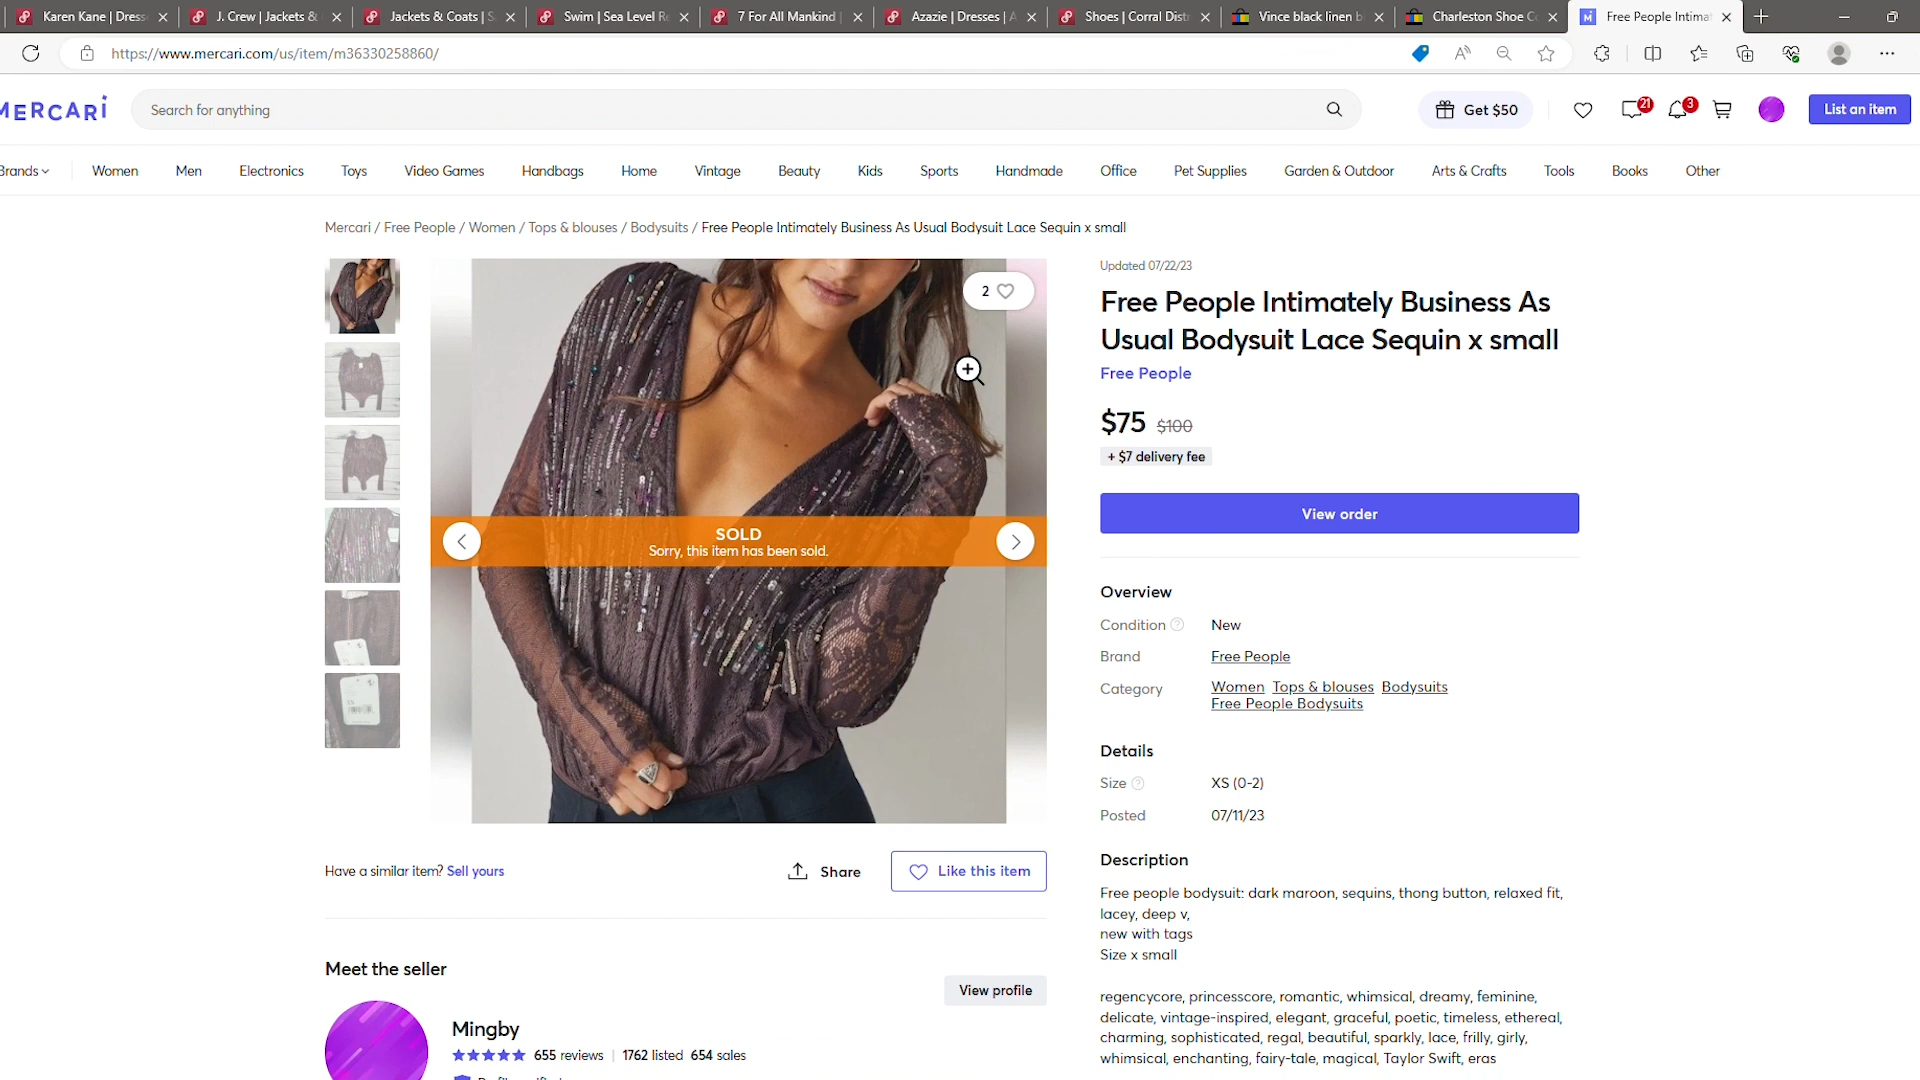 Karen Kane | Dress
J. Crew | Jackets &
Jackets & Coats | S
Swim | Sea Level R
7 For All Mankind |
Azazie | Dresses | A
Shoes | Corral Dist
Vince black linen b
Charleston Shoe C
Free People Intima
https://www.mercari.com/us/item/m36330258860/
MERCARI
Search for anything
Get $50
21
3
List an item
Brands
Women
Men
Electronics
Toys
Video Games
Handbags
Home
Vintage
Beauty
Kids
Sports
Handmade
Office
Pet Supplies
Garden & Outdoor
Arts & Crafts
Tools
Books
Other
Mercari / Free People / Women / Tops & blouses / Bodysuits / Free People Intimately Business As Usual Bodysuit Lace Sequin x small
2
SOLD
Sorry, this item has been sold.
Have a similar item? Sell yours
Share
Like this item
Meet the seller
View profile
Mingby
655 reviews | 1762 listed 654 sales
Updated 07/22/23
Free People Intimately Business As
Usual Bodysuit Lace Sequin x small
Free People
$75 $100
+ $7 delivery fee
View order
Overview
Condition New
Brand Free People
Category Women Tops & blouses Bodysuits
Free People Bodysuits
Details
Size XS (0-2)
Posted 07/11/23
Description
Free people bodysuit: dark maroon, sequins, thong button, relaxed fit,
lacey, deep v,
new with tags
Size x small
regencycore, princesscore, romantic, whimsical, dreamy, feminine,
delicate, vintage-inspired, elegant, graceful, poetic, timeless, ethereal,
charming, sophisticated, regal, beautiful, sparkly, lace, frilly, girly,
whimsical, enchanting, fairy-tale, magical, Taylor Swift, eras